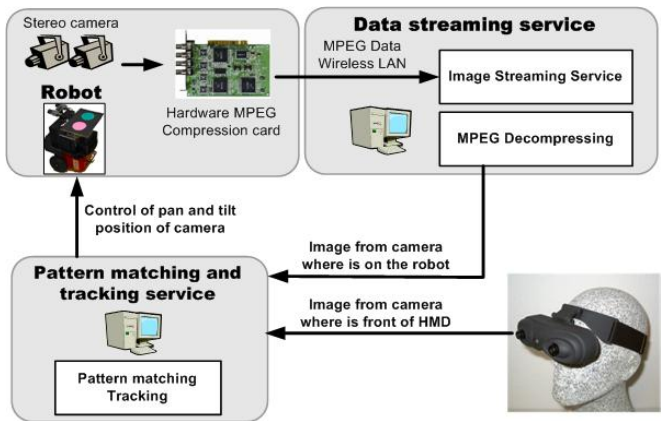 Stereo camera
Robot
Hardware MPEG
Compression card
Data streaming service
MPEG Data
Wireless LAN
Image Streaming Service
MPEG Decompressing
Control of pan and tilt
position of camera
Image from camera
where is on the robot
Pattern matching and
tracking service
Image from camera
where is front of HMD
Pattern matching
Tracking